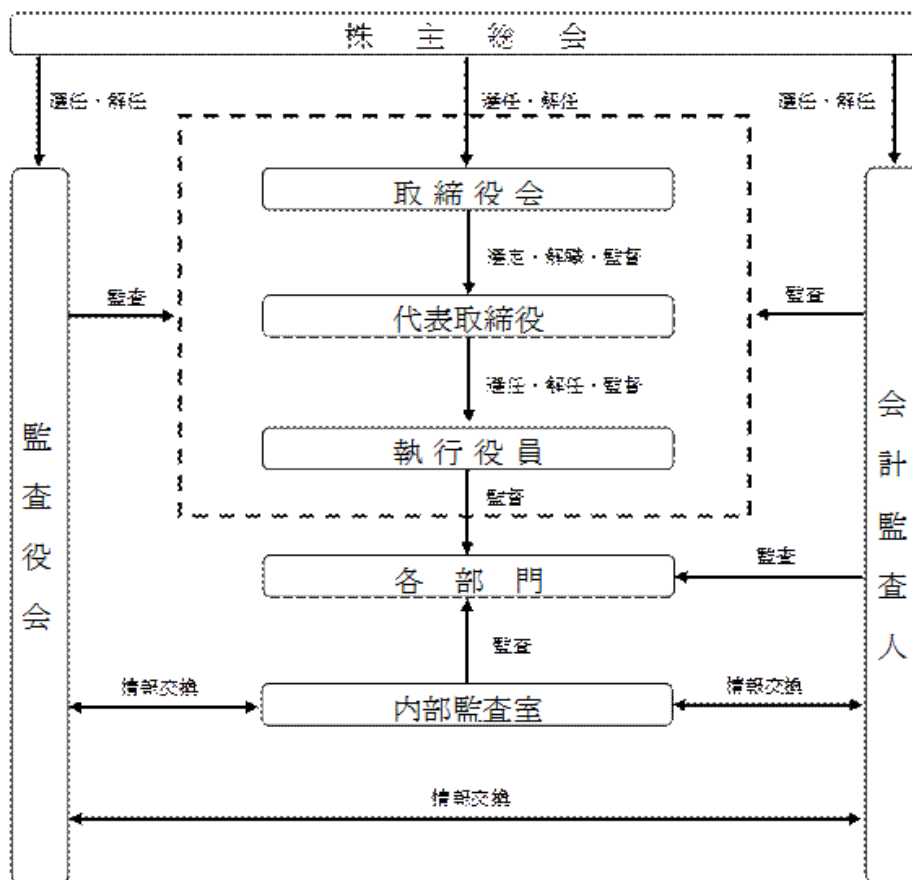 株主総会
選任・解任
選任・解任
選任・解任
取締役会
選定・解職・監督
監査
監査
代表取締役
選任・解任・監督
監査役会
会計監査人
執行役員
監督
監査
各部門
監査
情報交換
情報交換
内部監査室
情報交換